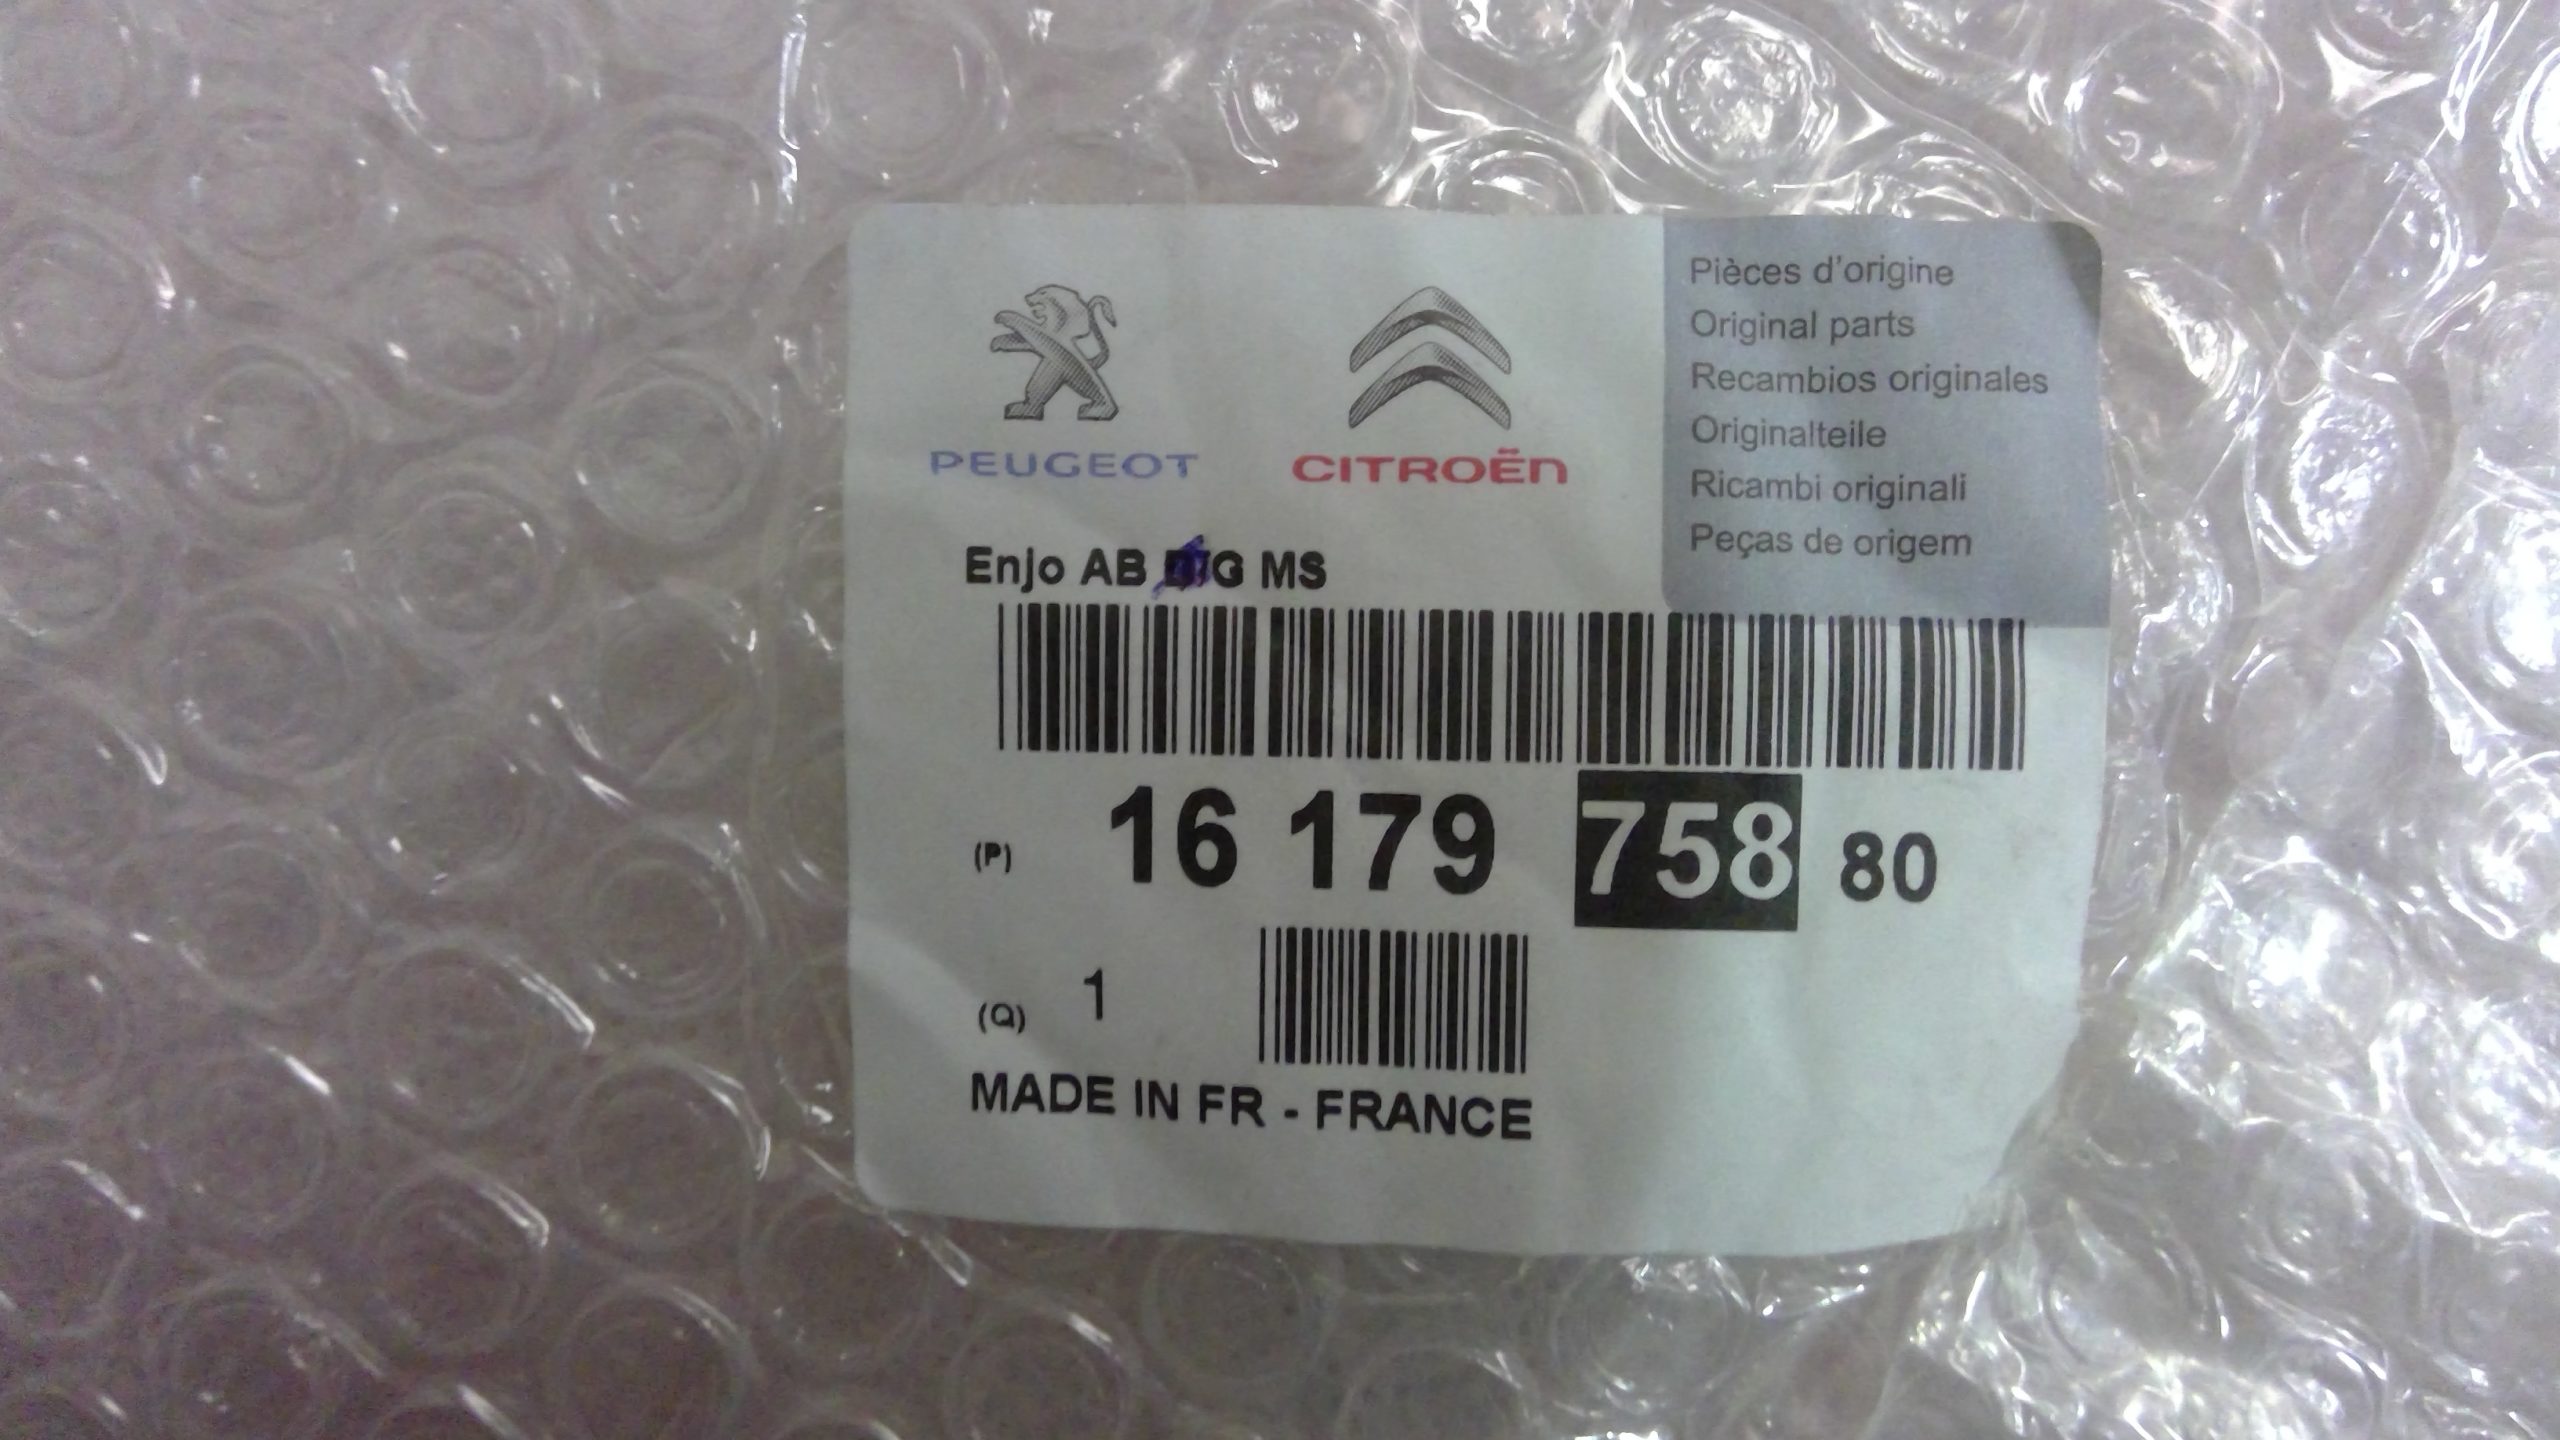 PEUGEOT
CITROËN
Pièces d'origine
Original parts
Recambios originales
Originalteile
Ricambi originali
Peças de origem
Enjo AB MS
(P) 16 179 758 80
(Q) 1
MADE IN FR - FRANCE